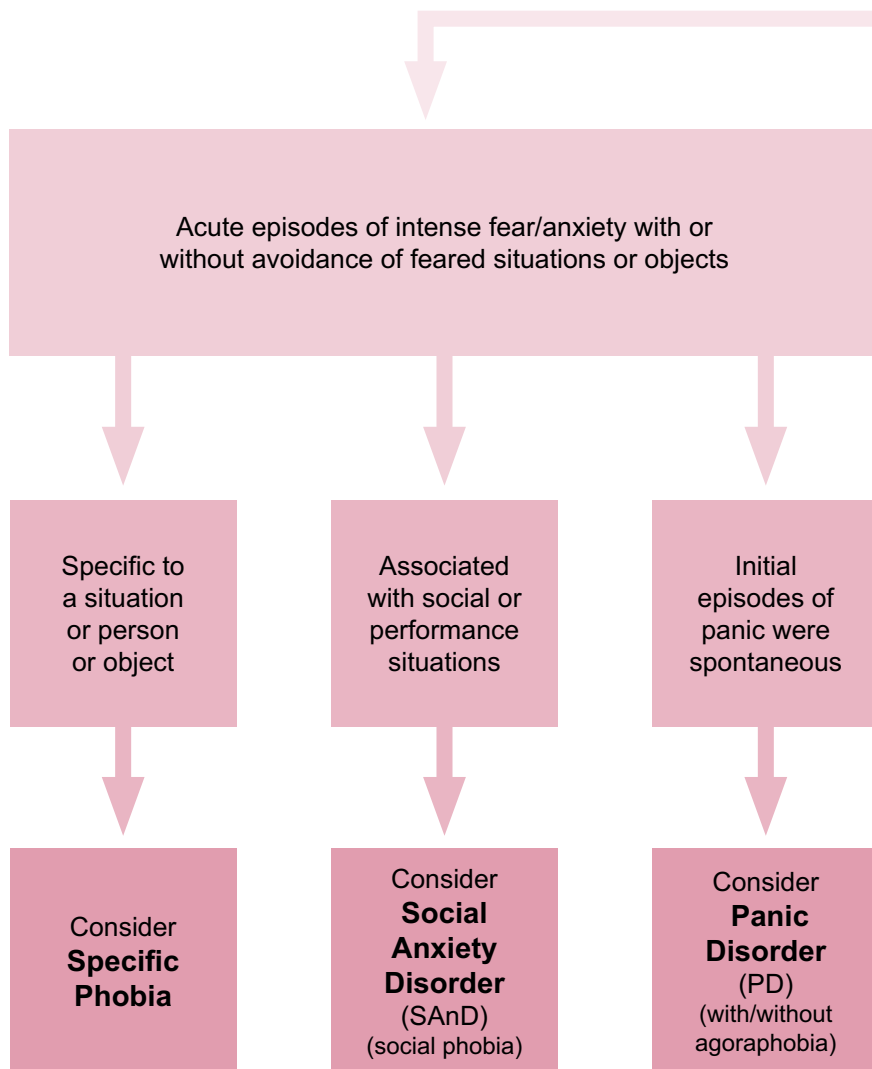 Acute episodes of intense fear/anxiety with or
without avoidance of feared situations or objects
Specific to
a situation
or person
or object
Associated
with social or
performance
situations
Initial
episodes of
panic were
spontaneous
Consider
Specific
Phobia
Consider
Social
Anxiety
Disorder
(SAnD)
(social phobia)
Consider
Panic
Disorder
(PD)
(with/without
agoraphobia)